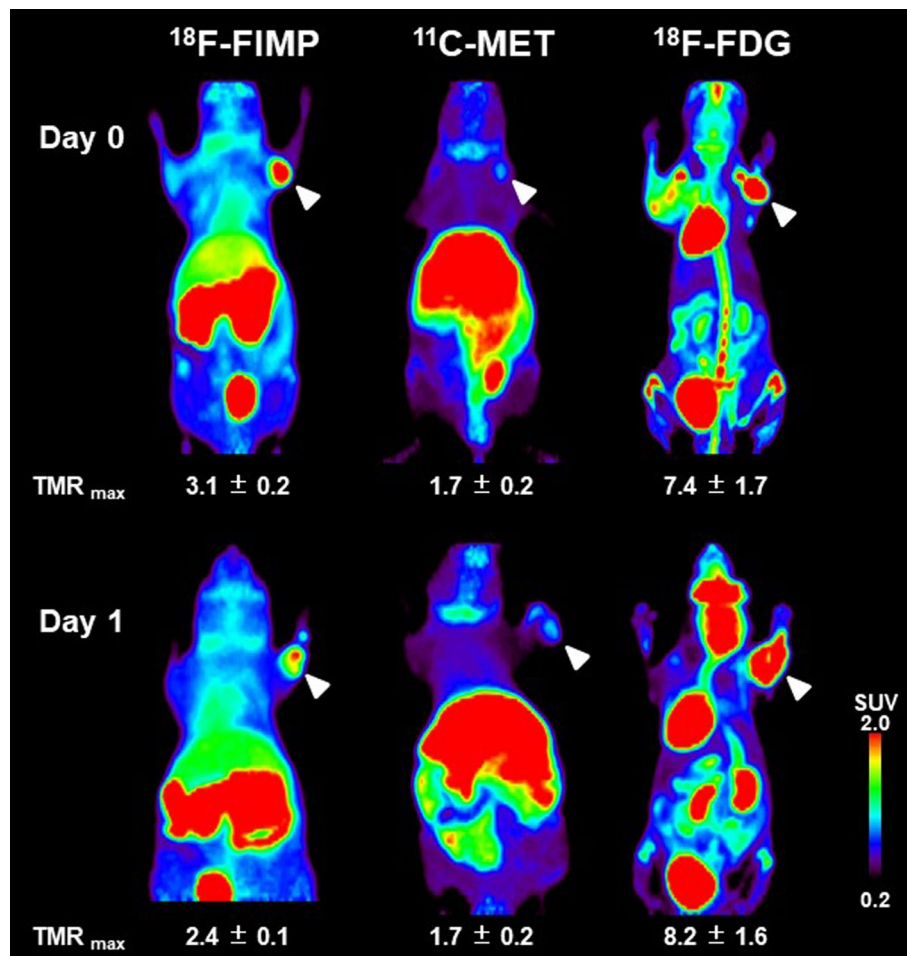 ¹⁸F-FIMP ¹¹C-MET ¹⁸F-FDG
Day 0
TMR max 3.1 ± 0.2 1.7 ± 0.2 7.4 ± 1.7
Day 1
SUV
2.0
0.2
TMR max 2.4 ± 0.1 1.7 ± 0.2 8.2 ± 1.6